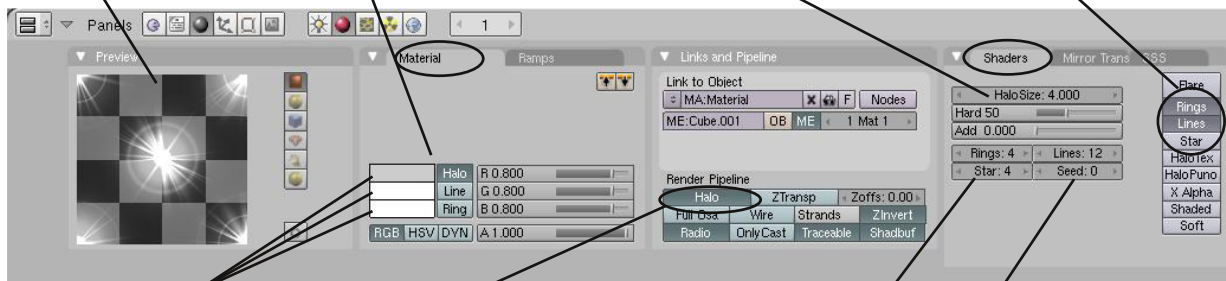 Panels 1
Preview
Material Ramps
Links and Pipeline
Shaders Mirror Trans SSS
Link to Object
MA:Material X F Nodes
ME:Cube.001 OB ME 1 Mat 1
Render Pipeline
Halo ZTransp Zoffs: 0.00
Full Osa Wire Strands ZInvert
Radio OnlyCast Traceable Shadbuf
Halo R 0.800
Line G 0.800
Ring B 0.800
RGB HSV DYN A 1.000
HaloSize: 4.000
Hard 50
Add 0.000
Rings: 4 Lines: 12
Star: 4 Seed: 0
Flare
Rings
Lines
Star
HaloTex
HaloPuno
X Alpha
Shaded
Soft